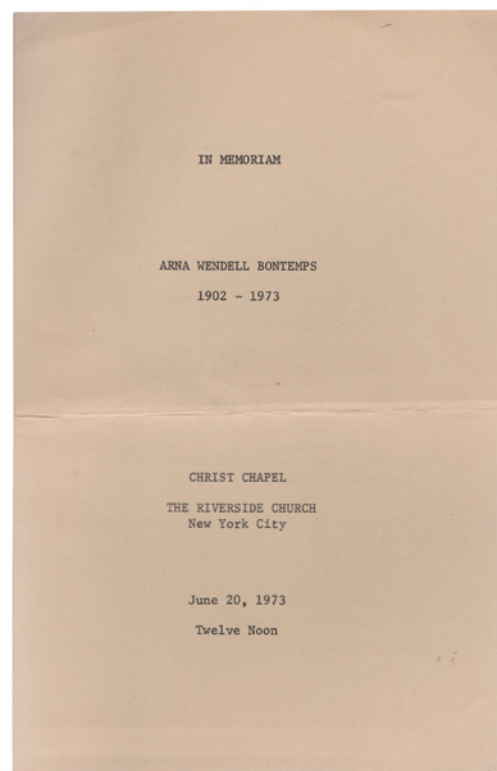 IN MEMORIAM
ARNA WENDELL BONTEMPS
1902 - 1973
CHRIST CHAPEL
THE RIVERSIDE CHURCH
New York City
June 20, 1973
Twelve Noon